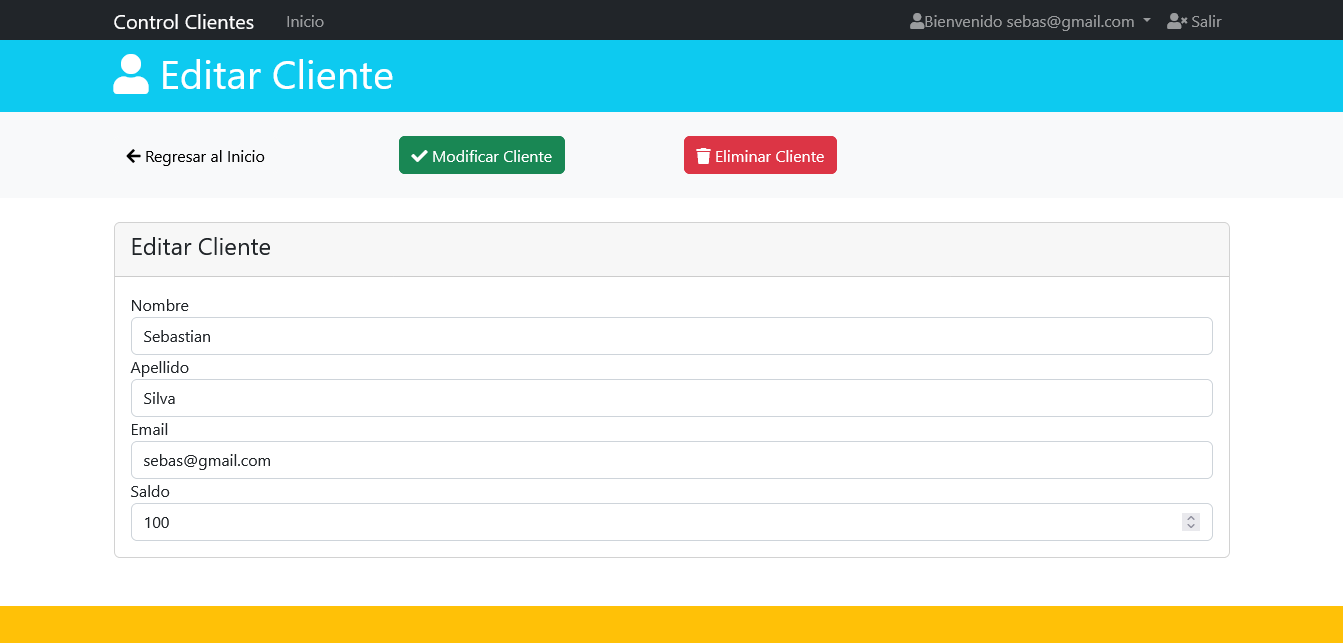 Control Clientes Inicio Bienvenido sebas@gmail.com Salir
Editar Cliente
Regresar al Inicio Modificar Cliente Eliminar Cliente
Editar Cliente
Nombre
Sebastian
Apellido
Silva
Email
sebas@gmail.com
Saldo
100